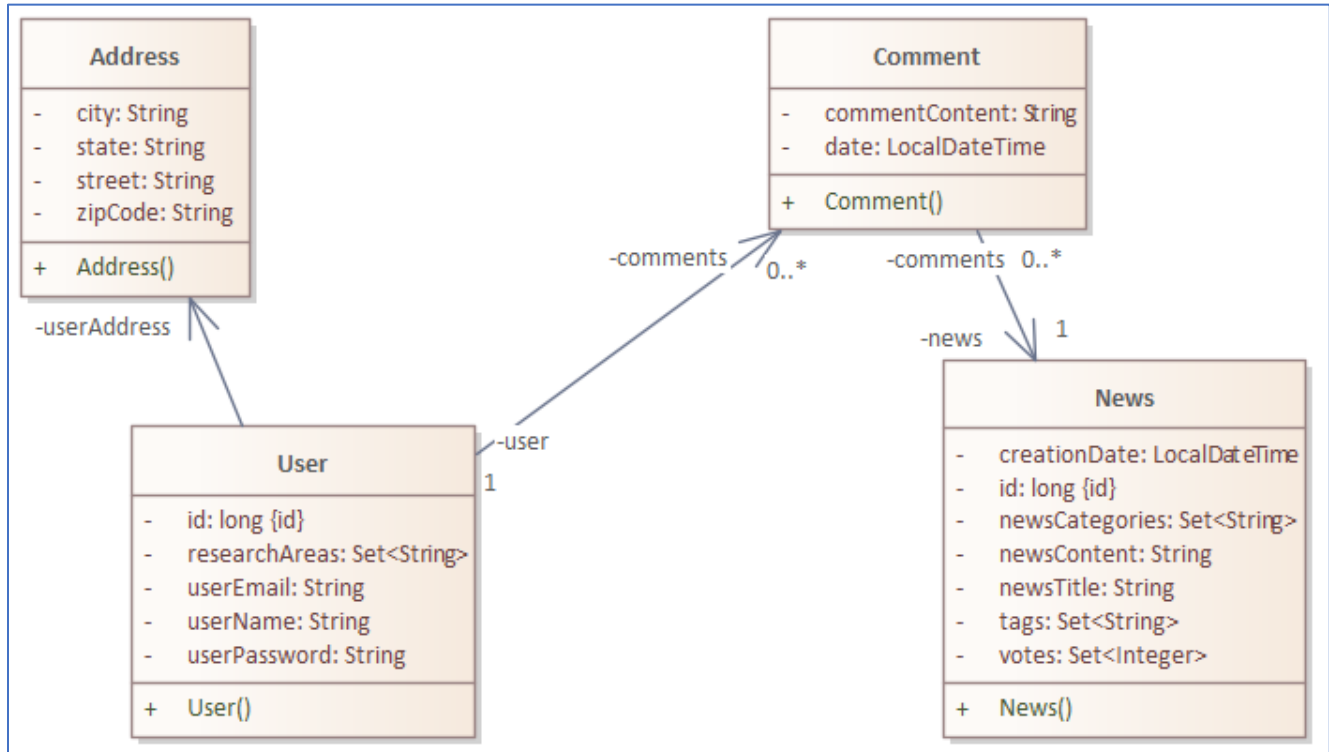 Address
- city: String
- state: String
- street: String
- zipCode: String
+ Address()
Comment
- commentContent: String
- date: LocalDateTime
+ Comment()
-comments
0..*
-comments 0..*
-userAddress
-news
1
-user
1
User
- id: long {id}
- researchAreas: Set<String>
- userEmail: String
- userName: String
- userPassword: String
+ User()
News
- creationDate: LocalDateTime
- id: long {id}
- newsCategories: Set<String>
- newsContent: String
- newsTitle: String
- tags: Set<String>
- votes: Set<Integer>
+ News()